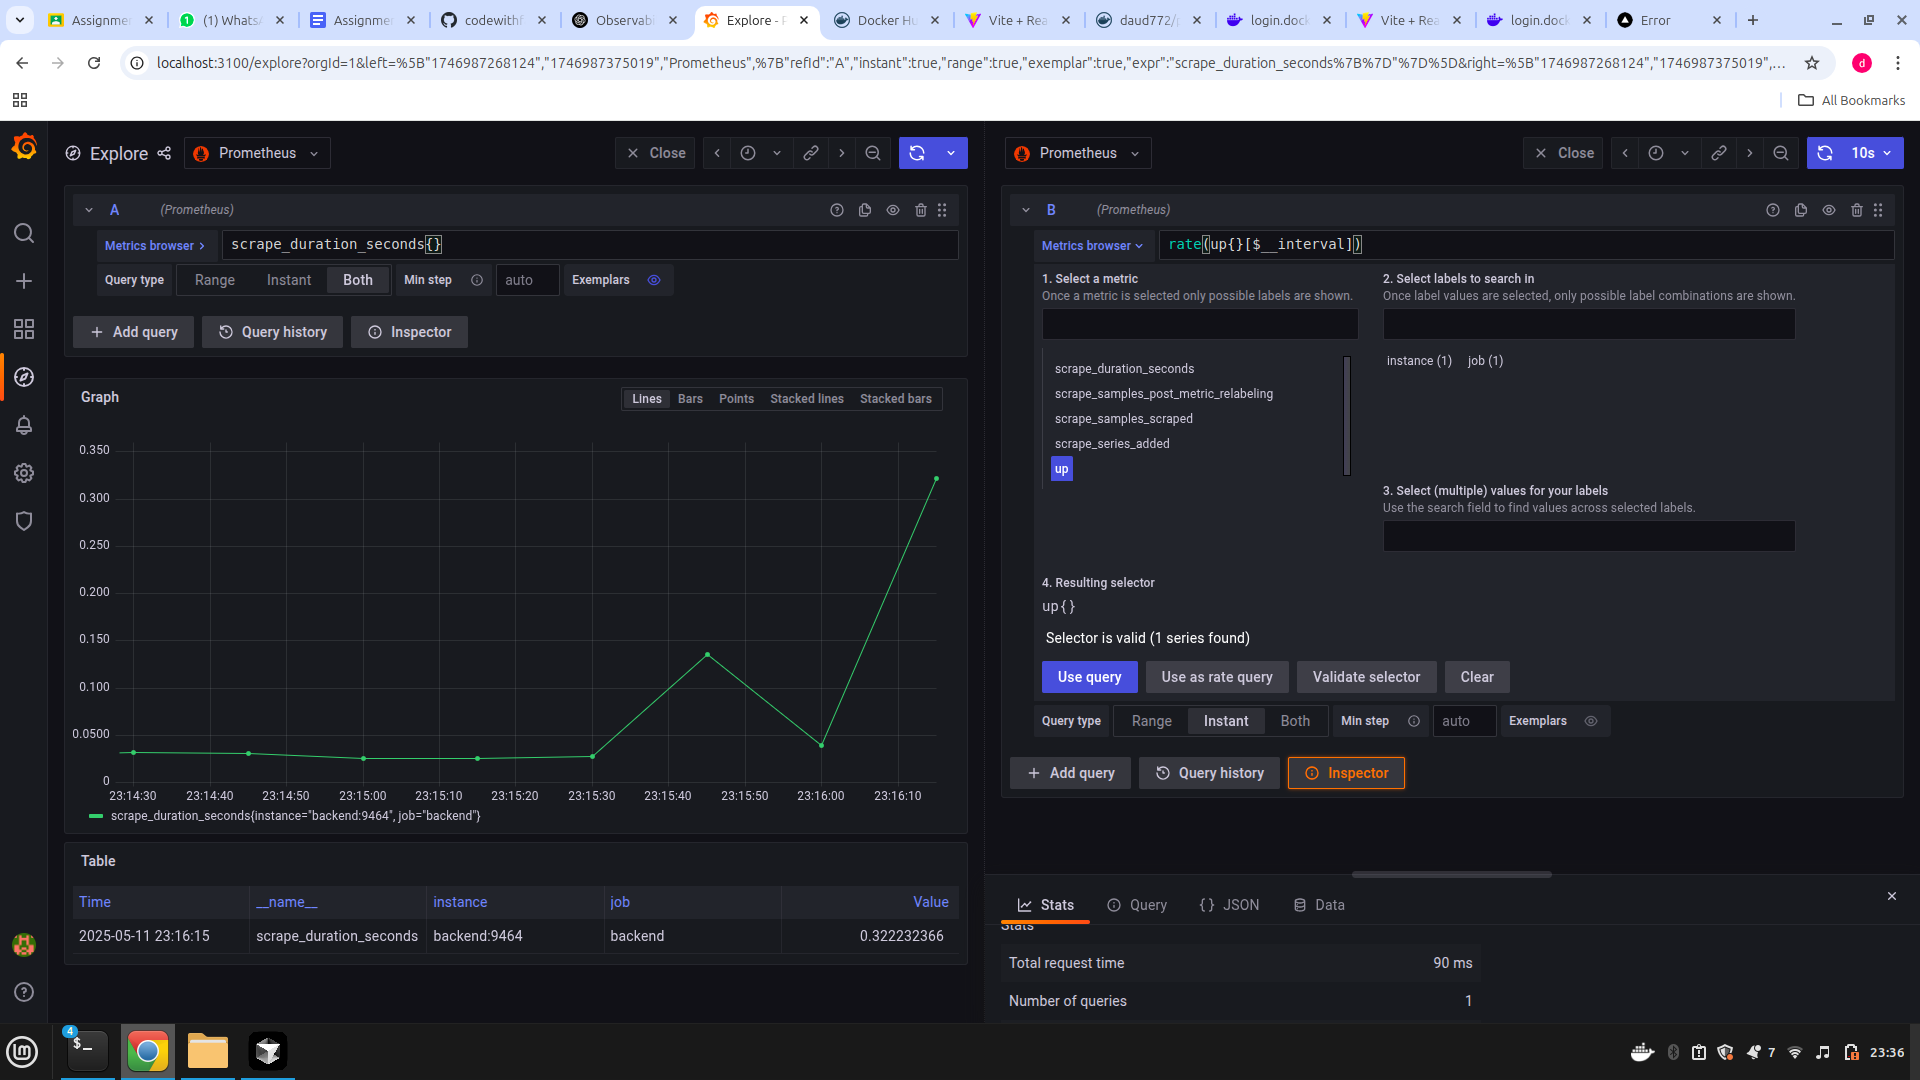 Assignmen
(1) WhatsA
Assignmen
codewithf
Observabi
Explore - P
Docker Hu
Vite + Rea
daud772/p
login.dock
Vite + Rea
login.dock
Error
localhost:3100/explore?orgId=1&left=%5B"1746987268124","1746987375019","Prometheus",%7B"refId":"A","instant":true,"range":true,"exemplar":true,"expr":"scrape_duration_seconds%7B%7D"%7D%5D&right=%5B"1746987268124","1746987375019",...
d
All Bookmarks
Explore
Prometheus
Close
A
(Prometheus)
Metrics browser
scrape_duration_seconds{}
Query type
Range
Instant
Both
Min step
auto
Exemplars
Add query
Query history
Inspector
Graph
Lines
Bars
Points
Stacked lines
Stacked bars
0.350
0.300
0.250
0.200
0.150
0.100
0.0500
0
23:14:30
23:14:40
23:14:50
23:15:00
23:15:10
23:15:20
23:15:30
23:15:40
23:15:50
23:16:00
23:16:10
scrape_duration_seconds{instance="backend:9464", job="backend"}
Table
Time
__name__
instance
job
Value
2025-05-11 23:16:15
scrape_duration_seconds
backend:9464
backend
0.322232366
Prometheus
Close
10s
B
(Prometheus)
Metrics browser
rate(up{}[$__interval])
1. Select a metric
Once a metric is selected only possible labels are shown.
scrape_duration_seconds
scrape_samples_post_metric_relabeling
scrape_samples_scraped
scrape_series_added
up
2. Select labels to search in
Once label values are selected, only possible label combinations are shown.
instance (1)
job (1)
3. Select (multiple) values for your labels
Use the search field to find values across selected labels.
4. Resulting selector
up{}
Selector is valid (1 series found)
Use query
Use as rate query
Validate selector
Clear
Query type
Range
Instant
Both
Min step
auto
Exemplars
Add query
Query history
Inspector
Stats
Query
JSON
Data
Stats
Total request time
90 ms
Number of queries
1
4
$_
7
23:36